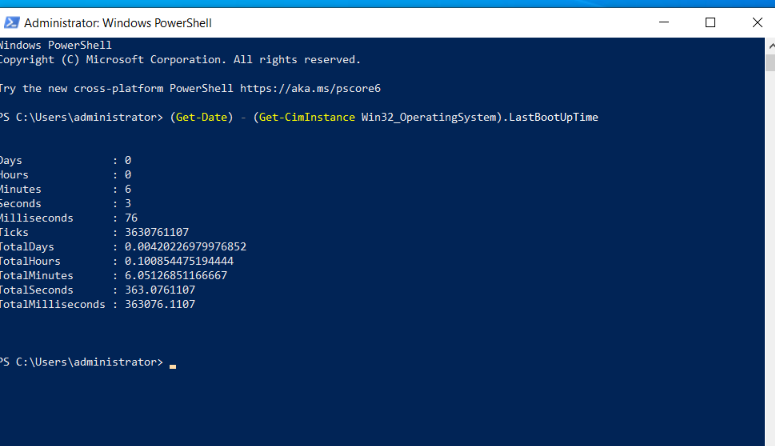 Administrator: Windows PowerShell
Windows PowerShell
Copyright (C) Microsoft Corporation. All rights reserved.
Try the new cross-platform PowerShell https://aka.ms/pscore6
PS C:\Users\administrator> (Get-Date) - (Get-CimInstance Win32_OperatingSystem).LastBootUpTime
Days              : 0
Hours             : 0
Minutes           : 6
Seconds           : 3
Milliseconds      : 76
Ticks             : 3630761107
TotalDays         : 0.00420226979976852
TotalHours        : 0.100854475194444
TotalMinutes      : 6.05126851166667
TotalSeconds      : 363.0761107
TotalMilliseconds : 363076.1107
PS C:\Users\administrator>